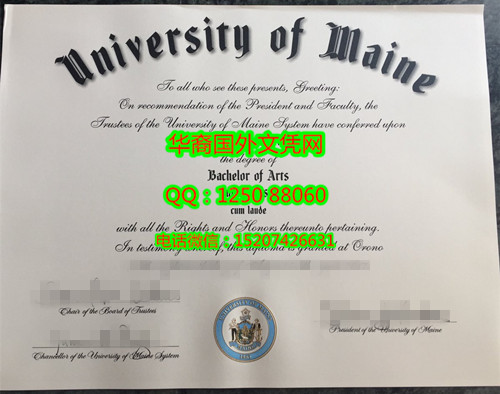 University of Maine
To all who see these presents, Greeting:
On recommendation of the President and Faculty, the
Trustees of the University of Maine System have conferred upon
华裔国外文凭网
the degree of
Bachelor of Arts
QQ：1250 88060
cum laude
with all the Rights and Honors thereunto pertaining.
电话微信：15207426631
In testimony this diploma is granted at Orono
Chair of the Board of Trustees
Chancellor of the University of Maine System
President of the University of Maine